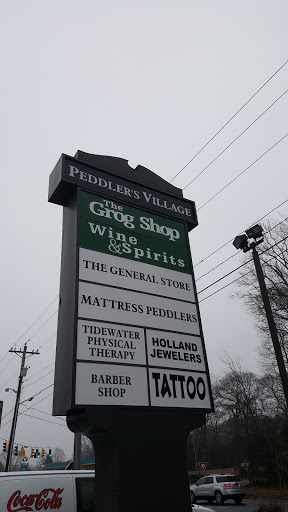 PEDDLER'S VILLAGE
The
Grog Shop
Wine
& Spirits
THE GENERAL STORE
MATTRESS PEDDLERS
TIDEWATER
PHYSICAL
THERAPY
HOLLAND
JEWELERS
BARBER
SHOP
TATTOO
Coca-Cola